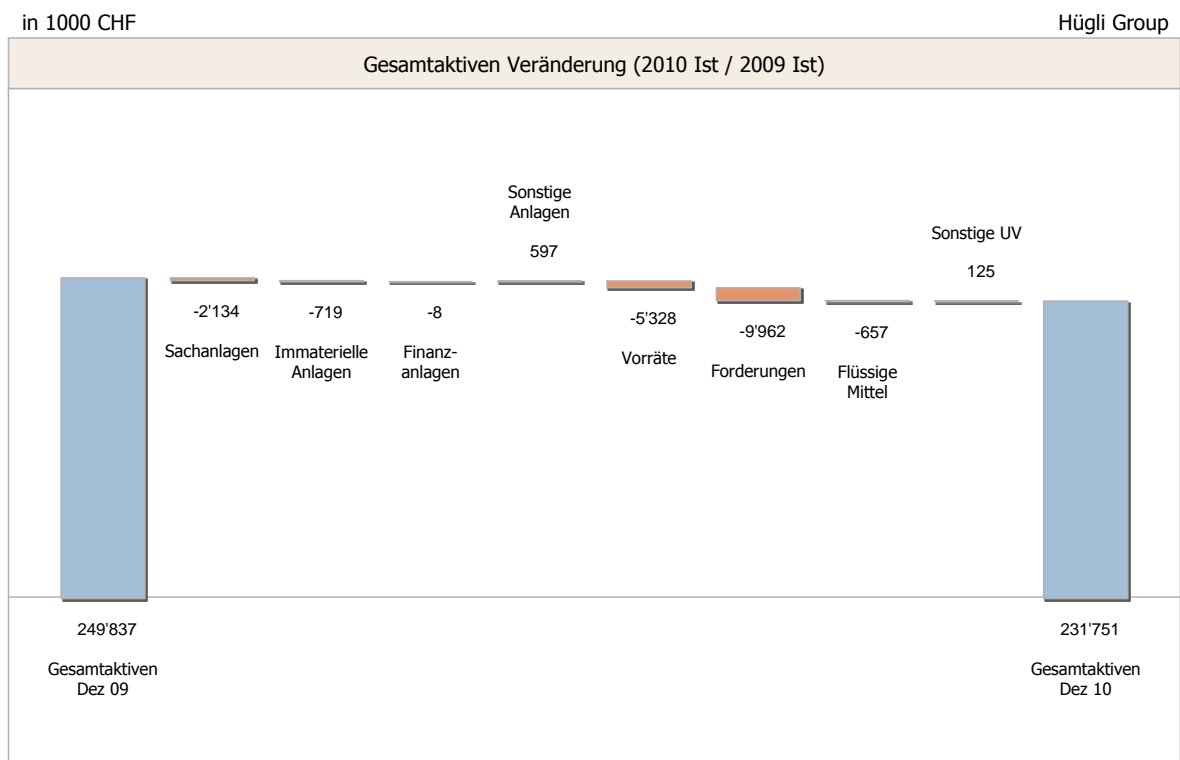 in 1000 CHF
Hügli Group
Gesamtaktiven Veränderung (2010 Ist / 2009 Ist)
249'837
Gesamtaktiven
Dez 09
-2'134
Sachanlagen
-719
Immaterielle
Anlagen
-8
Finanz-
anlagen
Sonstige
Anlagen
597
-5'328
Vorräte
-9'962
Forderungen
-657
Flüssige
Mittel
Sonstige UV
125
231'751
Gesamtaktiven
Dez 10